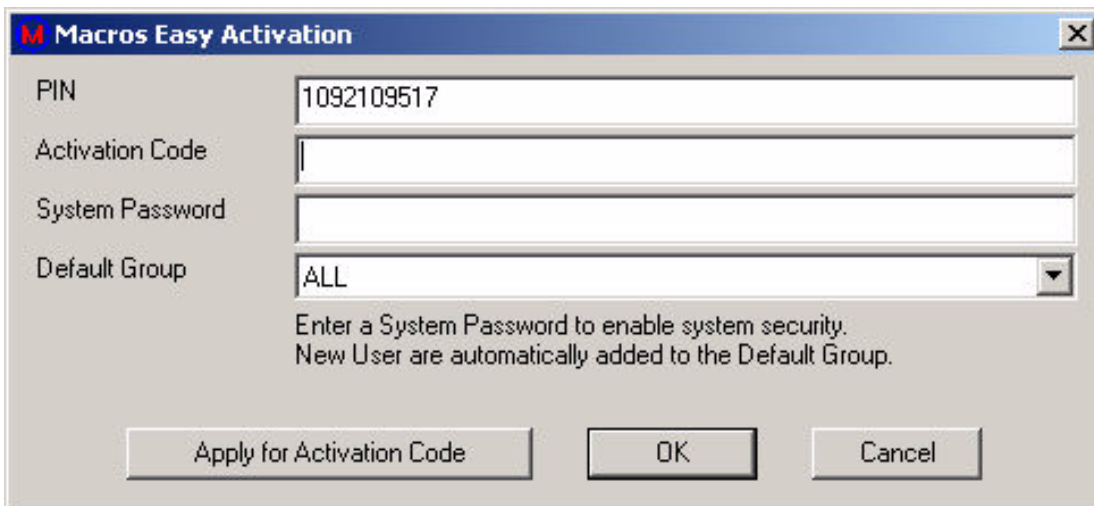 M Macros Easy Activation
PIN 1092109517
Activation Code
System Password
Default Group ALL
Enter a System Password to enable system security.
New User are automatically added to the Default Group.
Apply for Activation Code OK Cancel